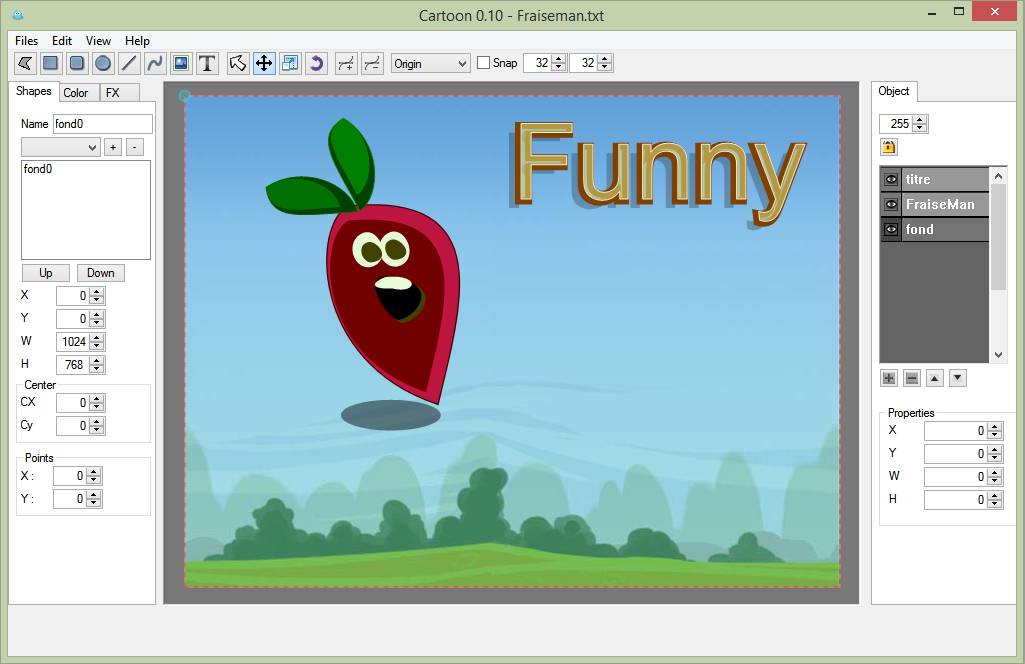 Cartoon 0.10 - Fraiseman.txt
Files Edit View Help
T Origin Snap 32 32
Shapes Color FX
Name fond0
+ -
fond0
Up Down
X 0
Y 0
W 1024
H 768
Center
CX 0
Cy 0
Points
X : 0
Y : 0
Funny
Object
255
titre
FraiseMan
fond
Properties
X 0
Y 0
W 0
H 0